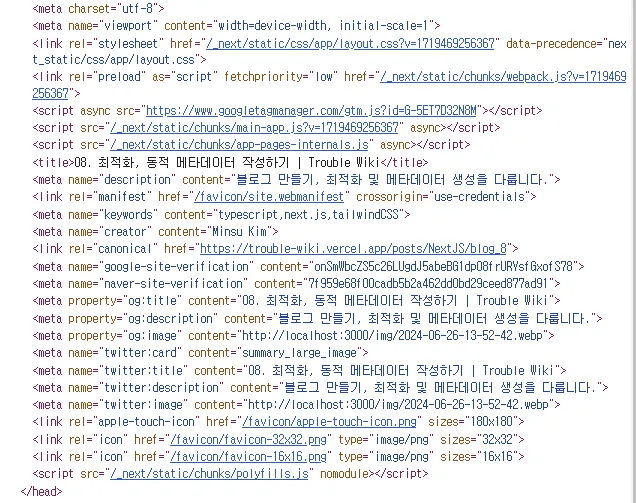 <meta charset="utf-8">
<meta name="viewport" content="width=device-width, initial-scale=1">
<link rel="stylesheet" href="/_next/static/css/app/layout.css?v=1719469256367" data-precedence="nex
t_static/css/app/layout.css">
<link rel="preload" as="script" fetchpriority="low" href="/_next/static/chunks/webpack.js?v=1719469
256367">
<script async src="https://www.googletagmanager.com/gtm.js?id=G-5ET7D32N8M"></script>
<script src="/_next/static/chunks/main-app.js?v=1719469256367" async></script>
<script src="/_next/static/chunks/app-pages-internals.js" async></script>
<title>08. 최적화, 동적 메타데이터 작성하기 | Trouble Wiki</title>
<meta name="description" content="블로그 만들기, 최적화 및 메타데이터 생성을 다룹니다.">
<link rel="manifest" href="/favicon/site.webmanifest" crossorigin="use-credentials">
<meta name="keywords" content="typescript,next.js,tailwindCSS">
<meta name="creator" content="Minsu Kim">
<link rel="canonical" href="https://trouble-wiki.vercel.app/posts/NextJS/blog_8">
<meta name="google-site-verification" content="onSmWbcZS5c26LUgdJ5abeBG1dp08frURYsfGxofS78">
<meta name="naver-site-verification" content="7f959e68f00cadb5b2a462dd0bd29ceed877ad91">
<meta property="og:title" content="08. 최적화, 동적 메타데이터 작성하기 | Trouble Wiki">
<meta property="og:description" content="블로그 만들기, 최적화 및 메타데이터 생성을 다룹니다.">
<meta property="og:image" content="http://localhost:3000/img/2024-06-26-13-52-42.webp">
<meta name="twitter:card" content="summary_large_image">
<meta name="twitter:title" content="08. 최적화, 동적 메타데이터 작성하기 | Trouble Wiki">
<meta name="twitter:description" content="블로그 만들기, 최적화 및 메타데이터 생성을 다룹니다.">
<meta name="twitter:image" content="http://localhost:3000/img/2024-06-26-13-52-42.webp">
<link rel="apple-touch-icon" href="/favicon/apple-touch-icon.png" sizes="180x180">
<link rel="icon" href="/favicon/favicon-32x32.png" type="image/png" sizes="32x32">
<link rel="icon" href="/favicon/favicon-16x16.png" type="image/png" sizes="16x16">
<script src="/_next/static/chunks/polyfills.js" nomodule></script>
</head>